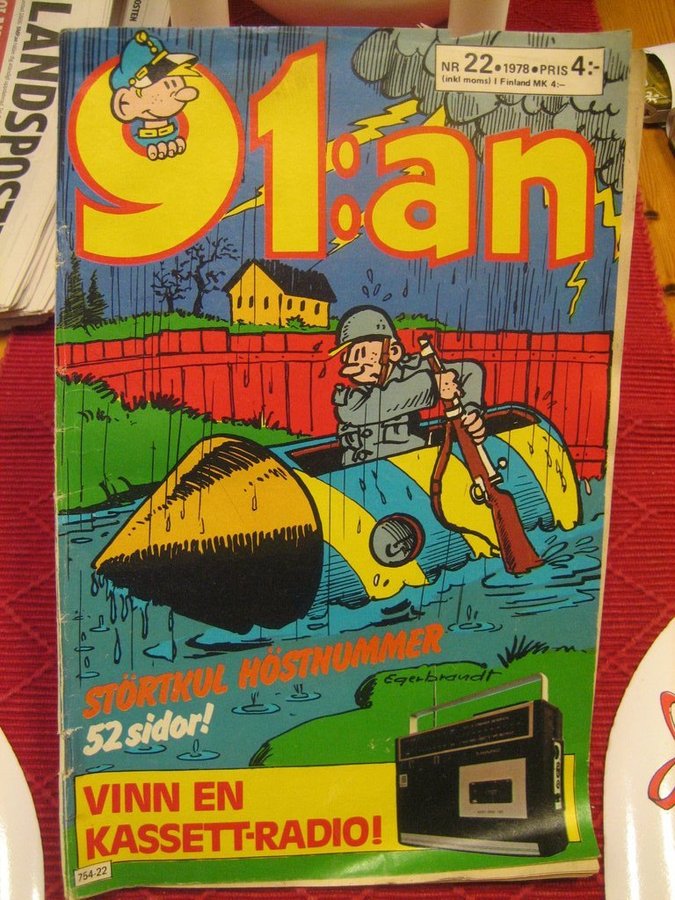 LANDSPOST
NR 22•1978•PRIS 4:-
(inkl moms) I Finland MK 4:-
91:an
STÖRTKUL HÖSTNUMMER
52 sidor!
Egerbrandt
VINN EN
KASSETT-RADIO!
754-22